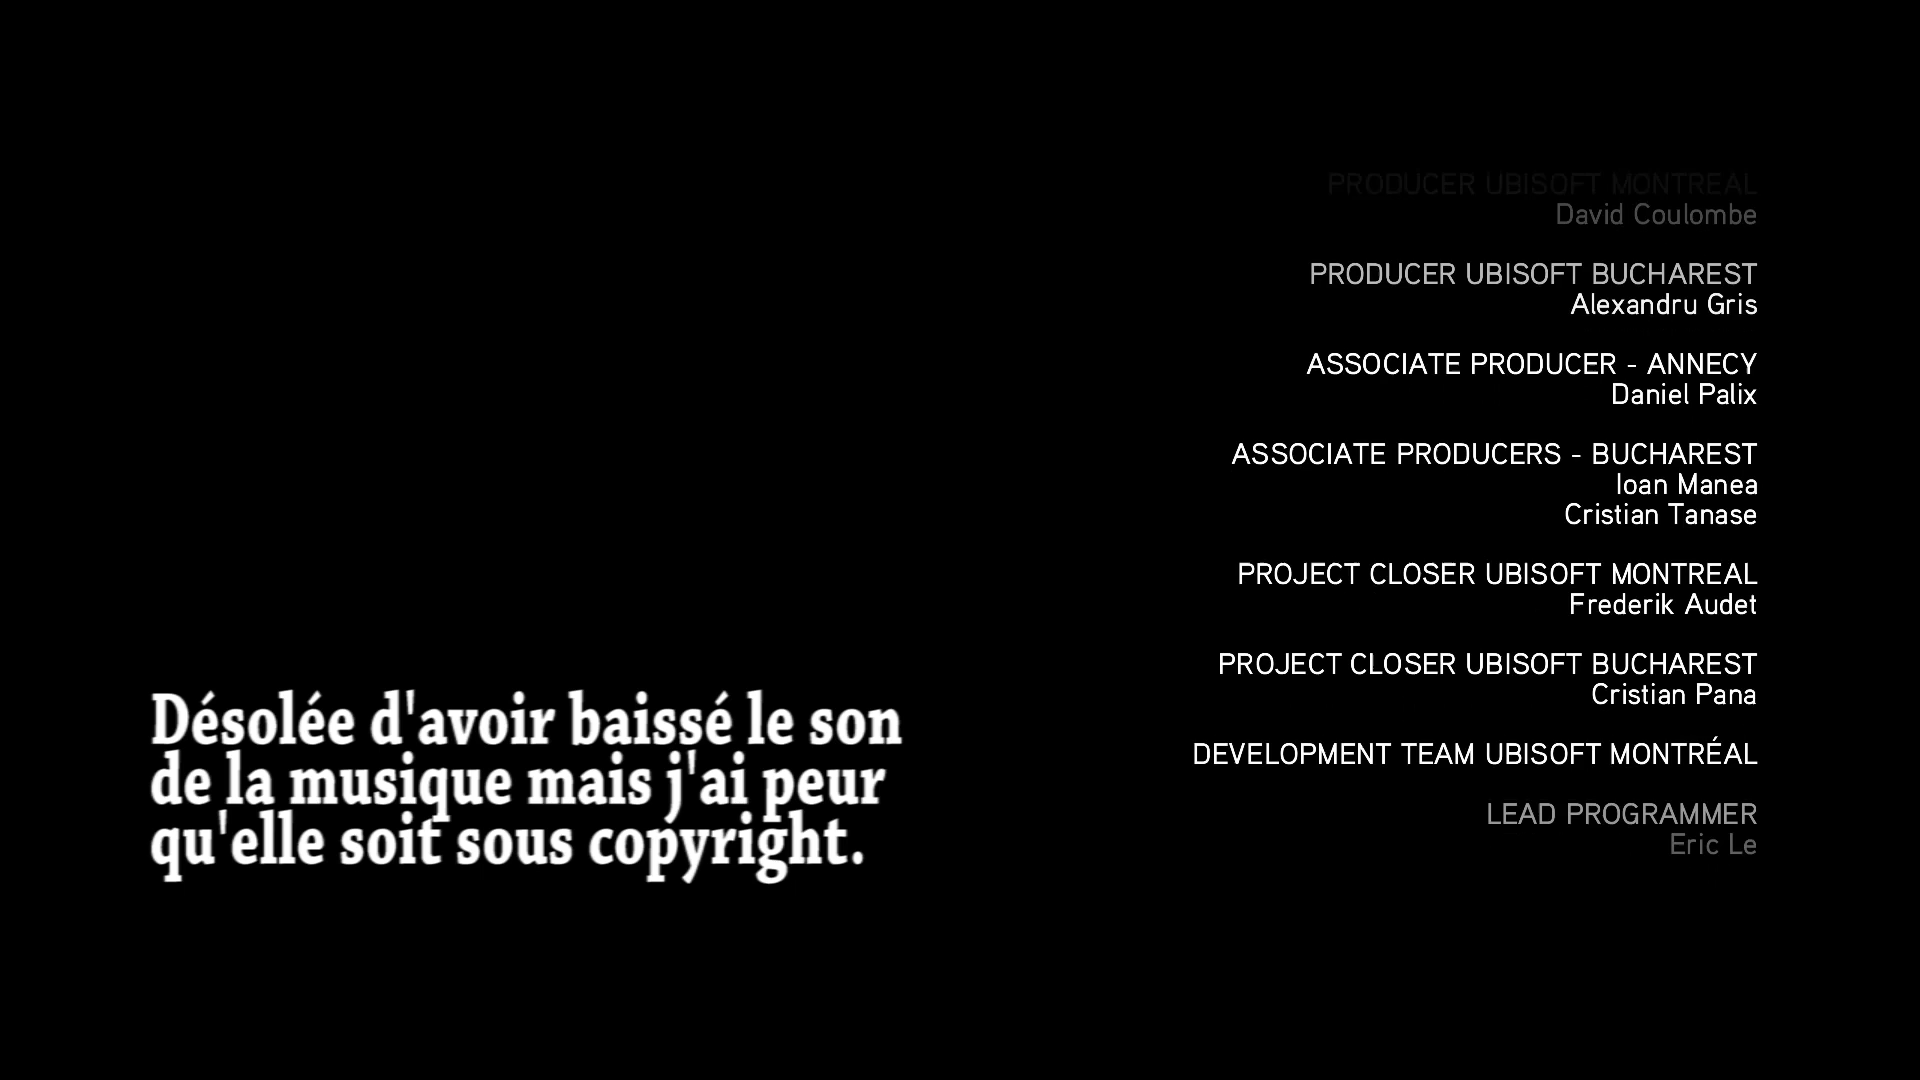 PRODUCER UBISOFT MONTREAL
David Coulombe
PRODUCER UBISOFT BUCHAREST
Alexandru Gris
ASSOCIATE PRODUCER - ANNECY
Daniel Palix
ASSOCIATE PRODUCERS - BUCHAREST
Ioan Manea
Cristian Tanase
PROJECT CLOSER UBISOFT MONTREAL
Frederik Audet
PROJECT CLOSER UBISOFT BUCHAREST
Cristian Pana
DEVELOPMENT TEAM UBISOFT MONTRÉAL
LEAD PROGRAMMER
Eric Le
Désolée d'avoir baissé le son
de la musique mais j'ai peur
qu'elle soit sous copyright.